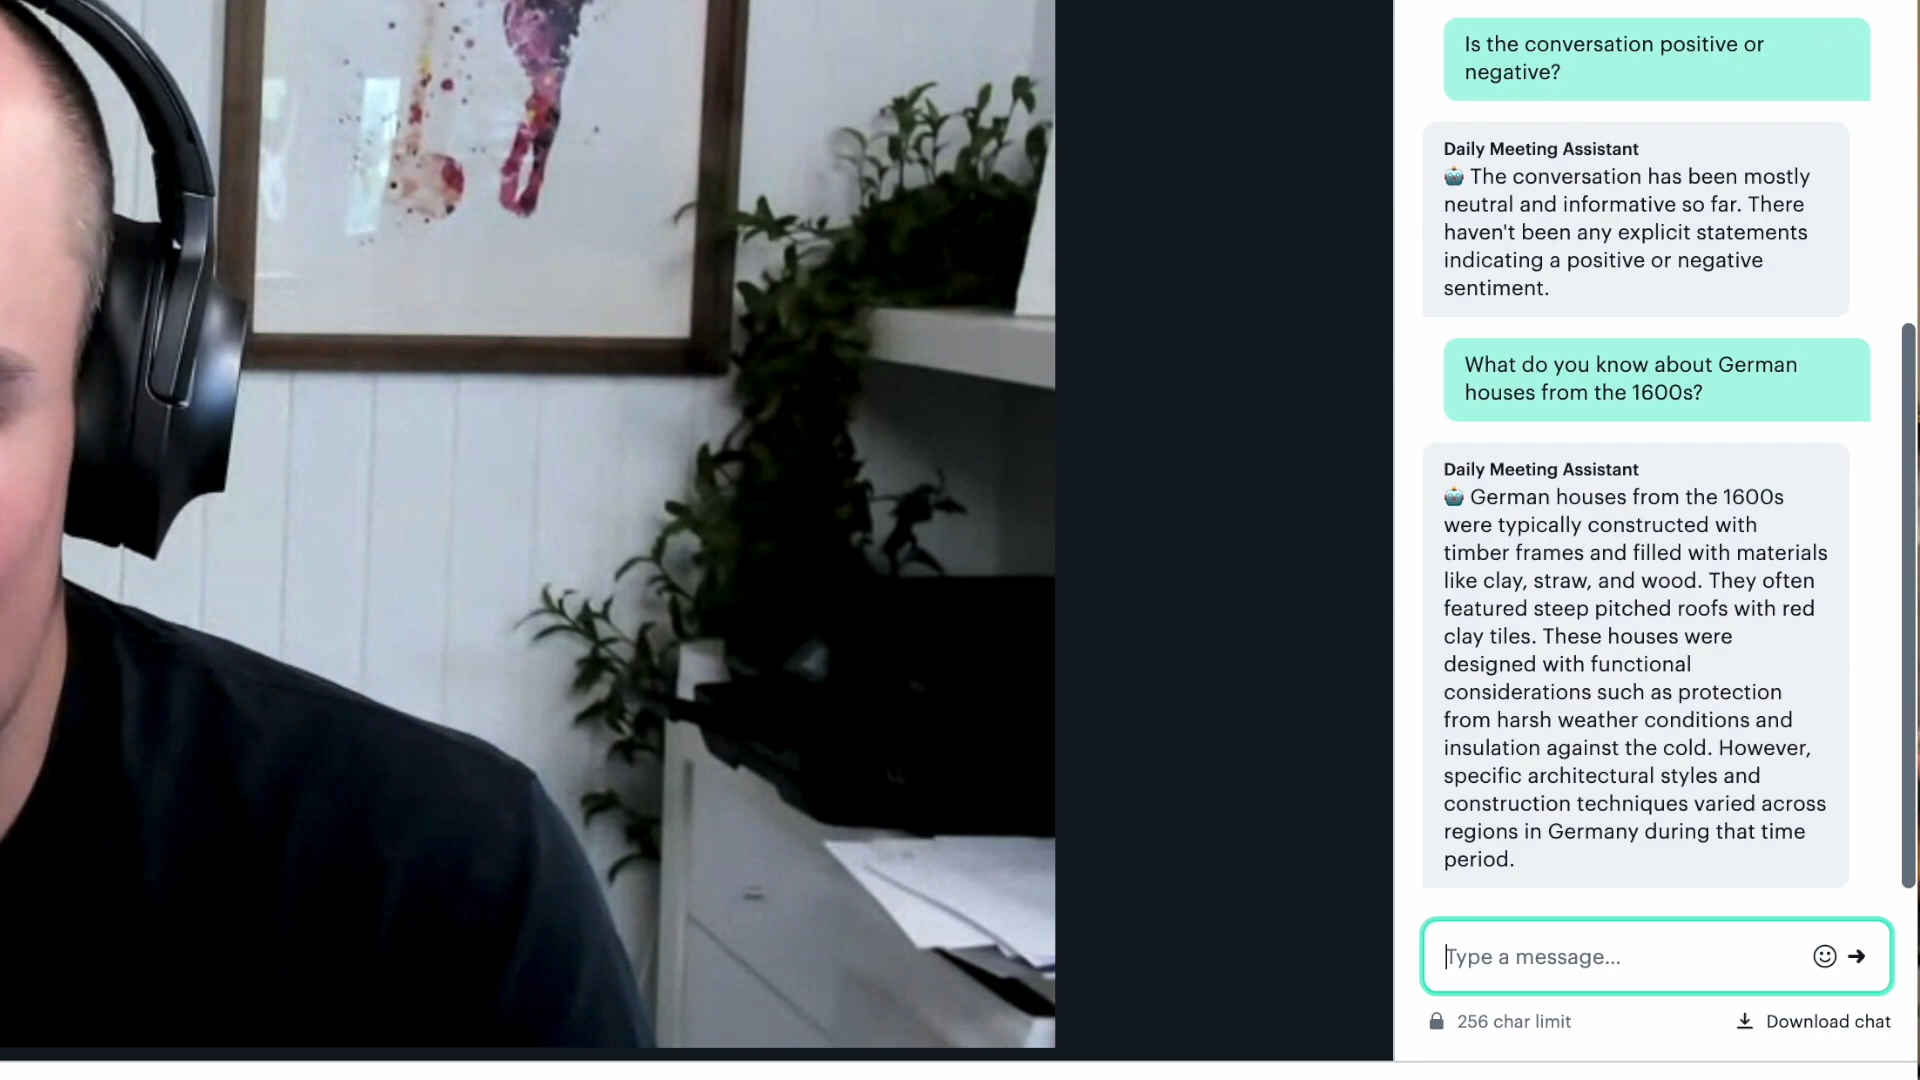 Is the conversation positive or
negative?
Daily Meeting Assistant
🤖 The conversation has been mostly
neutral and informative so far. There
haven't been any explicit statements
indicating a positive or negative
sentiment.
What do you know about German
houses from the 1600s?
Daily Meeting Assistant
🤖 German houses from the 1600s
were typically constructed with
timber frames and filled with materials
like clay, straw, and wood. They often
featured steep pitched roofs with red
clay tiles. These houses were
designed with functional
considerations such as protection
from harsh weather conditions and
insulation against the cold. However,
specific architectural styles and
construction techniques varied across
regions in Germany during that time
period.
Type a message...
256 char limit
Download chat